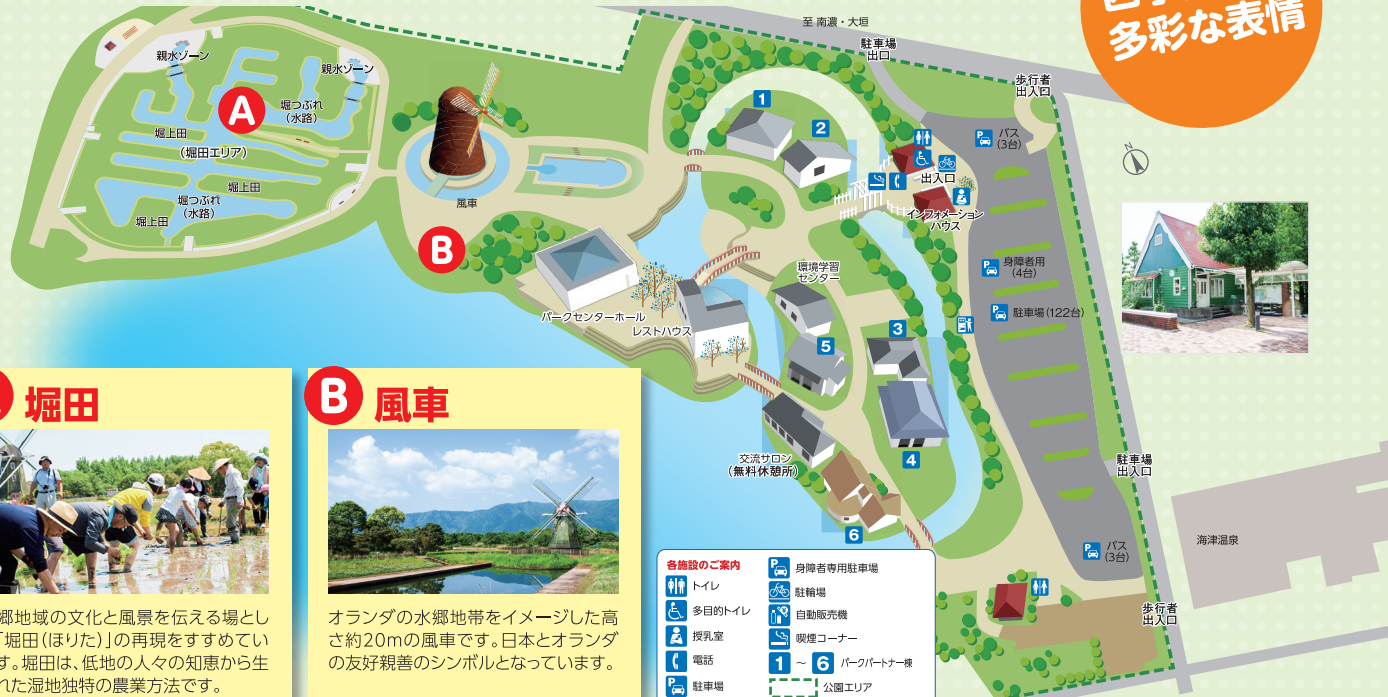 多彩な表情
至 南濃・大垣
駐車場
出口
歩行者
出入口
親水ゾーン
親水ゾーン
A
堀つぶれ
(水路)
堀上田
(堀田エリア)
堀上田
堀つぶれ
(水路)
堀上田
風車
B
1
2
出入口
インフォメーション
ハウス
P
バス
(3台)
N
P
身障者用
(4台)
P
駐車場(122台)
環境学習
センター
パークセンターホール
レストハウス
3
5
4
交流サロン
(無料休憩所)
6
駐車場
出入口
P
バス
(3台)
海津温泉
歩行者
出入口
堀田
郷地域の文化と風景を伝える場とし
「堀田(ほりた)」の再現をすすめてい
す。堀田は、低地の人々の知恵から生
れた湿地独特の農業方法です。
B 風車
オランダの水郷地帯をイメージした高
さ約20mの風車です。日本とオランダ
の友好親善のシンボルとなっています。
各施設のご案内
トイレ
多目的トイレ
授乳室
電話
P 駐車場
P 身障者専用駐車場
駐輪場
自動販売機
喫煙コーナー
1 ～ 6 パークパートナー棟
公園エリア